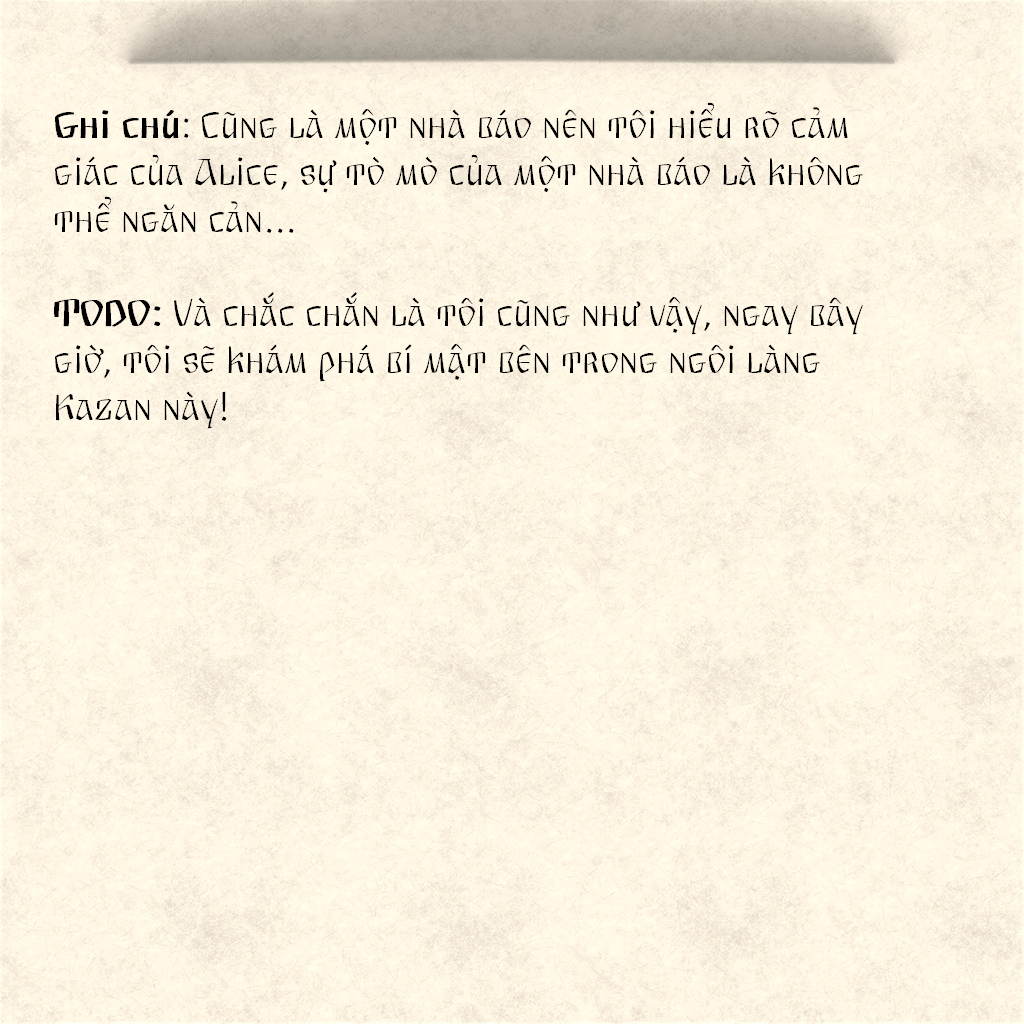 Ghi chú: Cũng là một nhà báo nên tôi hiểu rõ cảm
giác của Alice, sự tò mò của một nhà báo là không
thể ngăn cản...
TODO: Và chắc chắn là tôi cũng như vậy, ngay bây
giờ, tôi sẽ khám phá bí mật bên trong ngôi làng
Kazan này!